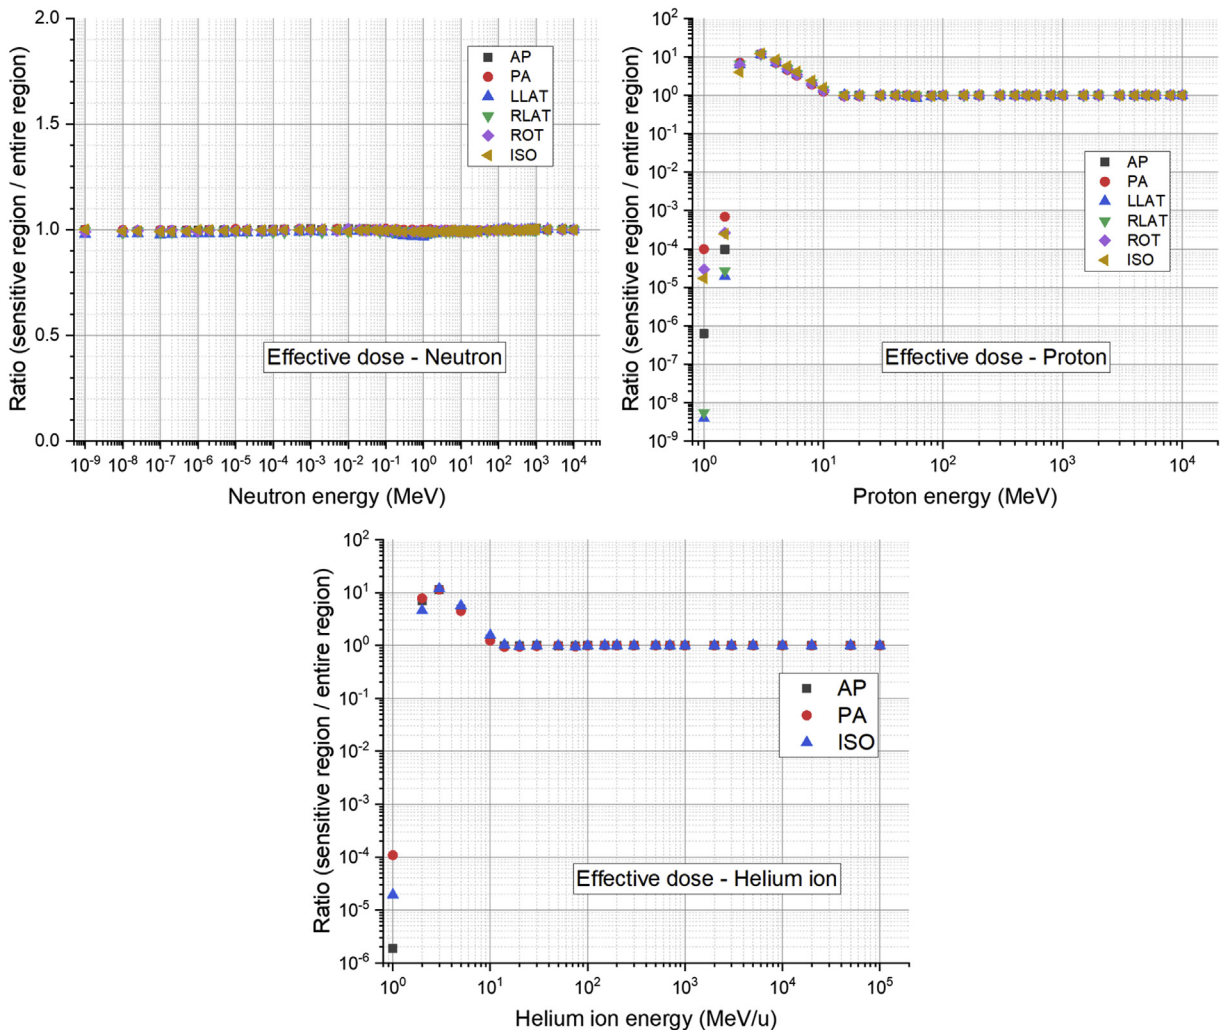 Ratio (sensitive region / entire region)
2.0
1.5
1.0
0.5
0.0
AP
PA
LLAT
RLAT
ROT
ISO
Effective dose - Neutron
10⁻⁹ 10⁻⁸ 10⁻⁷ 10⁻⁶ 10⁻⁵ 10⁻⁴ 10⁻³ 10⁻² 10⁻¹ 10⁰ 10¹ 10² 10³ 10⁴
Neutron energy (MeV)
Ratio (sensitive region / entire region)
10²
10¹
10⁰
10⁻¹
10⁻²
10⁻³
10⁻⁴
10⁻⁵
10⁻⁶
10⁻⁷
10⁻⁸
10⁻⁹
AP
PA
LLAT
RLAT
ROT
ISO
Effective dose - Proton
10⁰ 10¹ 10² 10³ 10⁴
Proton energy (MeV)
Ratio (sensitive region / entire region)
10²
10¹
10⁰
10⁻¹
10⁻²
10⁻³
10⁻⁴
10⁻⁵
10⁻⁶
AP
PA
ISO
Effective dose - Helium ion
10⁰ 10¹ 10² 10³ 10⁴ 10⁵
Helium ion energy (MeV/u)